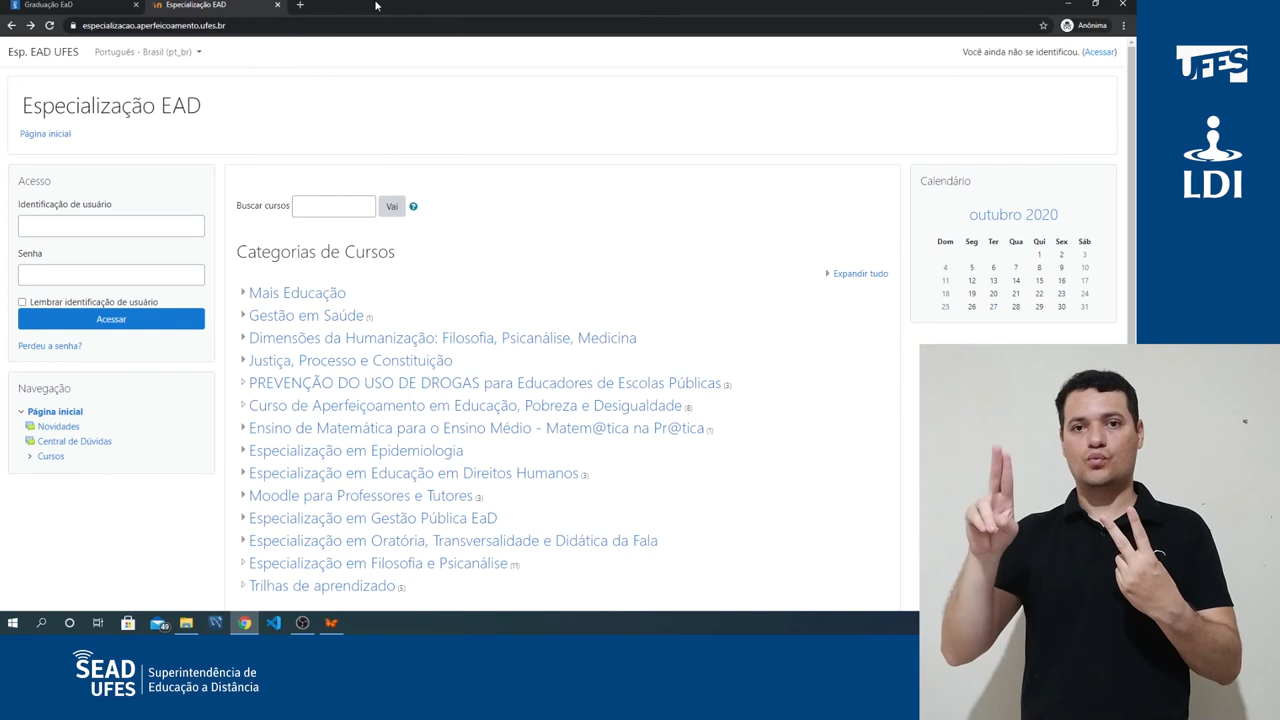 Graduação EaD
Especialização EAD
especializacao.aperfeicoamento.ufes.br
Anônima
Esp. EAD UFES
Português - Brasil (pt_br)
Você ainda não se identificou. (Acessar)
Especialização EAD
Página inicial
Acesso
Identificação de usuário
Senha
Lembrar identificação de usuário
Acessar
Perdeu a senha?
Navegação
Página inicial
Novidades
Central de Dúvidas
Cursos
Buscar cursos
Vai
Categorias de Cursos
Expandir tudo
Mais Educação
Gestão em Saúde (1)
Dimensões da Humanização: Filosofia, Psicanálise, Medicina
Justiça, Processo e Constituição
PREVENÇÃO DO USO DE DROGAS para Educadores de Escolas Públicas (3)
Curso de Aperfeiçoamento em Educação, Pobreza e Desigualdade (8)
Ensino de Matemática para o Ensino Médio - Matem@tica na Pr@tica (1)
Especialização em Epidemiologia
Especialização em Educação em Direitos Humanos (3)
Moodle para Professores e Tutores (3)
Especialização em Gestão Pública EaD
Especialização em Oratória, Transversalidade e Didática da Fala
Especialização em Filosofia e Psicanálise (11)
Trilhas de aprendizado (5)
Calendário
outubro 2020
Dom Seg Ter Qua Qui Sex Sáb
1 2 3
4 5 6 7 8 9 10
11 12 13 14 15 16 17
18 19 20 21 22 23 24
25 26 27 28 29 30 31
UFES
LDI
49
SEAD UFES
Superintendência de
Educação a Distância